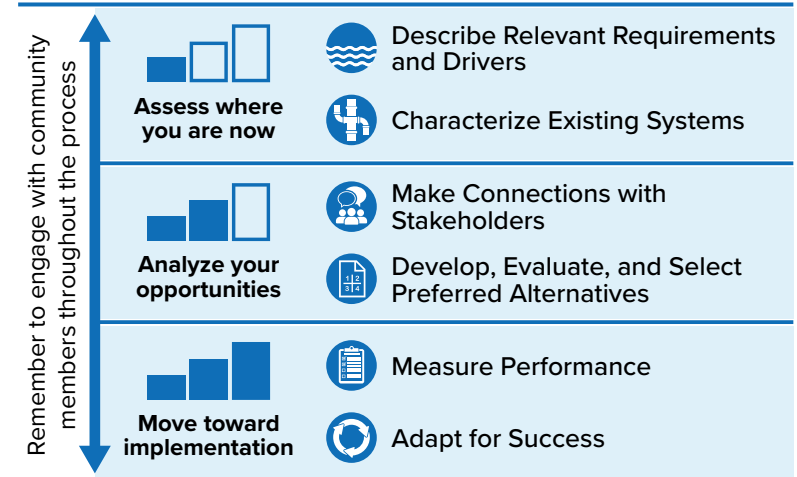 Remember to engage with community
members throughout the process
Assess where
you are now
Describe Relevant Requirements
and Drivers
Characterize Existing Systems
Analyze your
opportunities
Make Connections with
Stakeholders
1 2
3 4
Develop, Evaluate, and Select
Preferred Alternatives
Move toward
implementation
Measure Performance
Adapt for Success